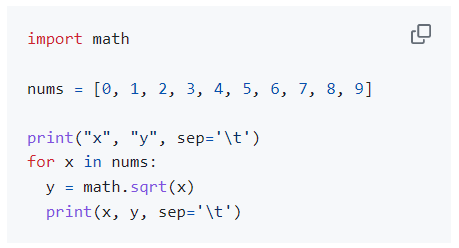 import math
nums = [0, 1, 2, 3, 4, 5, 6, 7, 8, 9]
print("x", "y", sep='\t')
for x in nums:
  y = math.sqrt(x)
  print(x, y, sep='\t')